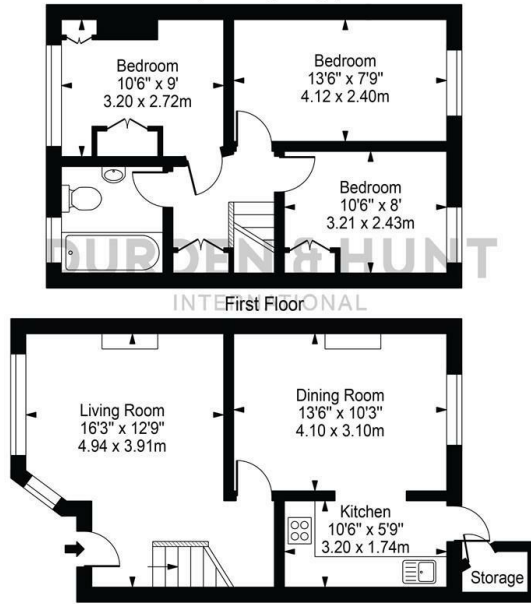 Bedroom
10'6" x 9'
3.20 x 2.72m
Bedroom
13'6" x 7'9"
4.12 x 2.40m
Bedroom
10'6" x 8'
3.21 x 2.43m
DURDEN & HUNT
INTERNATIONAL
First Floor
Living Room
16'3" x 12'9"
4.94 x 3.91m
Dining Room
13'6" x 10'3"
4.10 x 3.10m
Kitchen
10'6" x 5'9"
3.20 x 1.74m
Storage